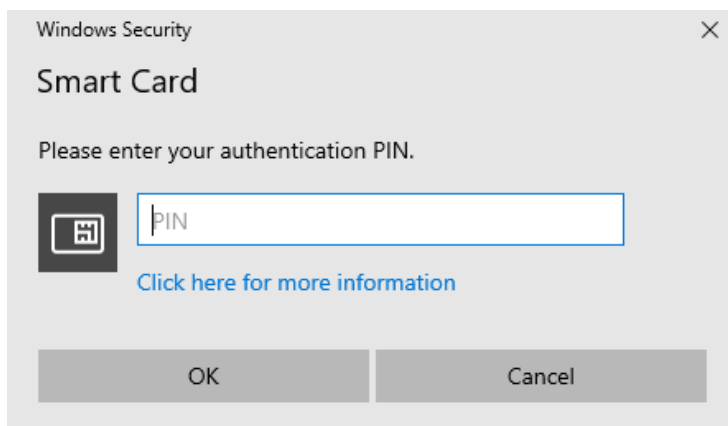 Windows Security
Smart Card
Please enter your authentication PIN.
PIN
Click here for more information
OK
Cancel